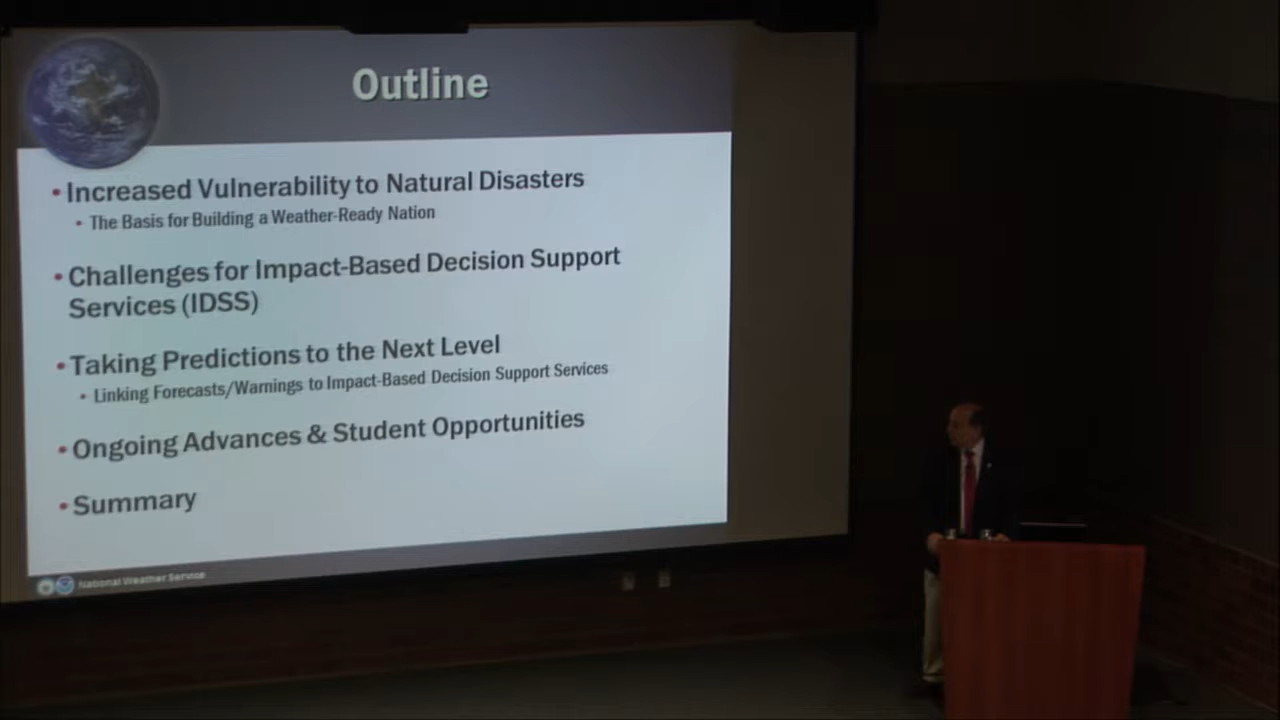 Outline
• Increased Vulnerability to Natural Disasters
• The Basis for Building a Weather-Ready Nation
• Challenges for Impact-Based Decision Support
Services (IDSS)
• Taking Predictions to the Next Level
• Linking Forecasts/Warnings to Impact-Based Decision Support Services
• Ongoing Advances & Student Opportunities
• Summary
National Weather Service